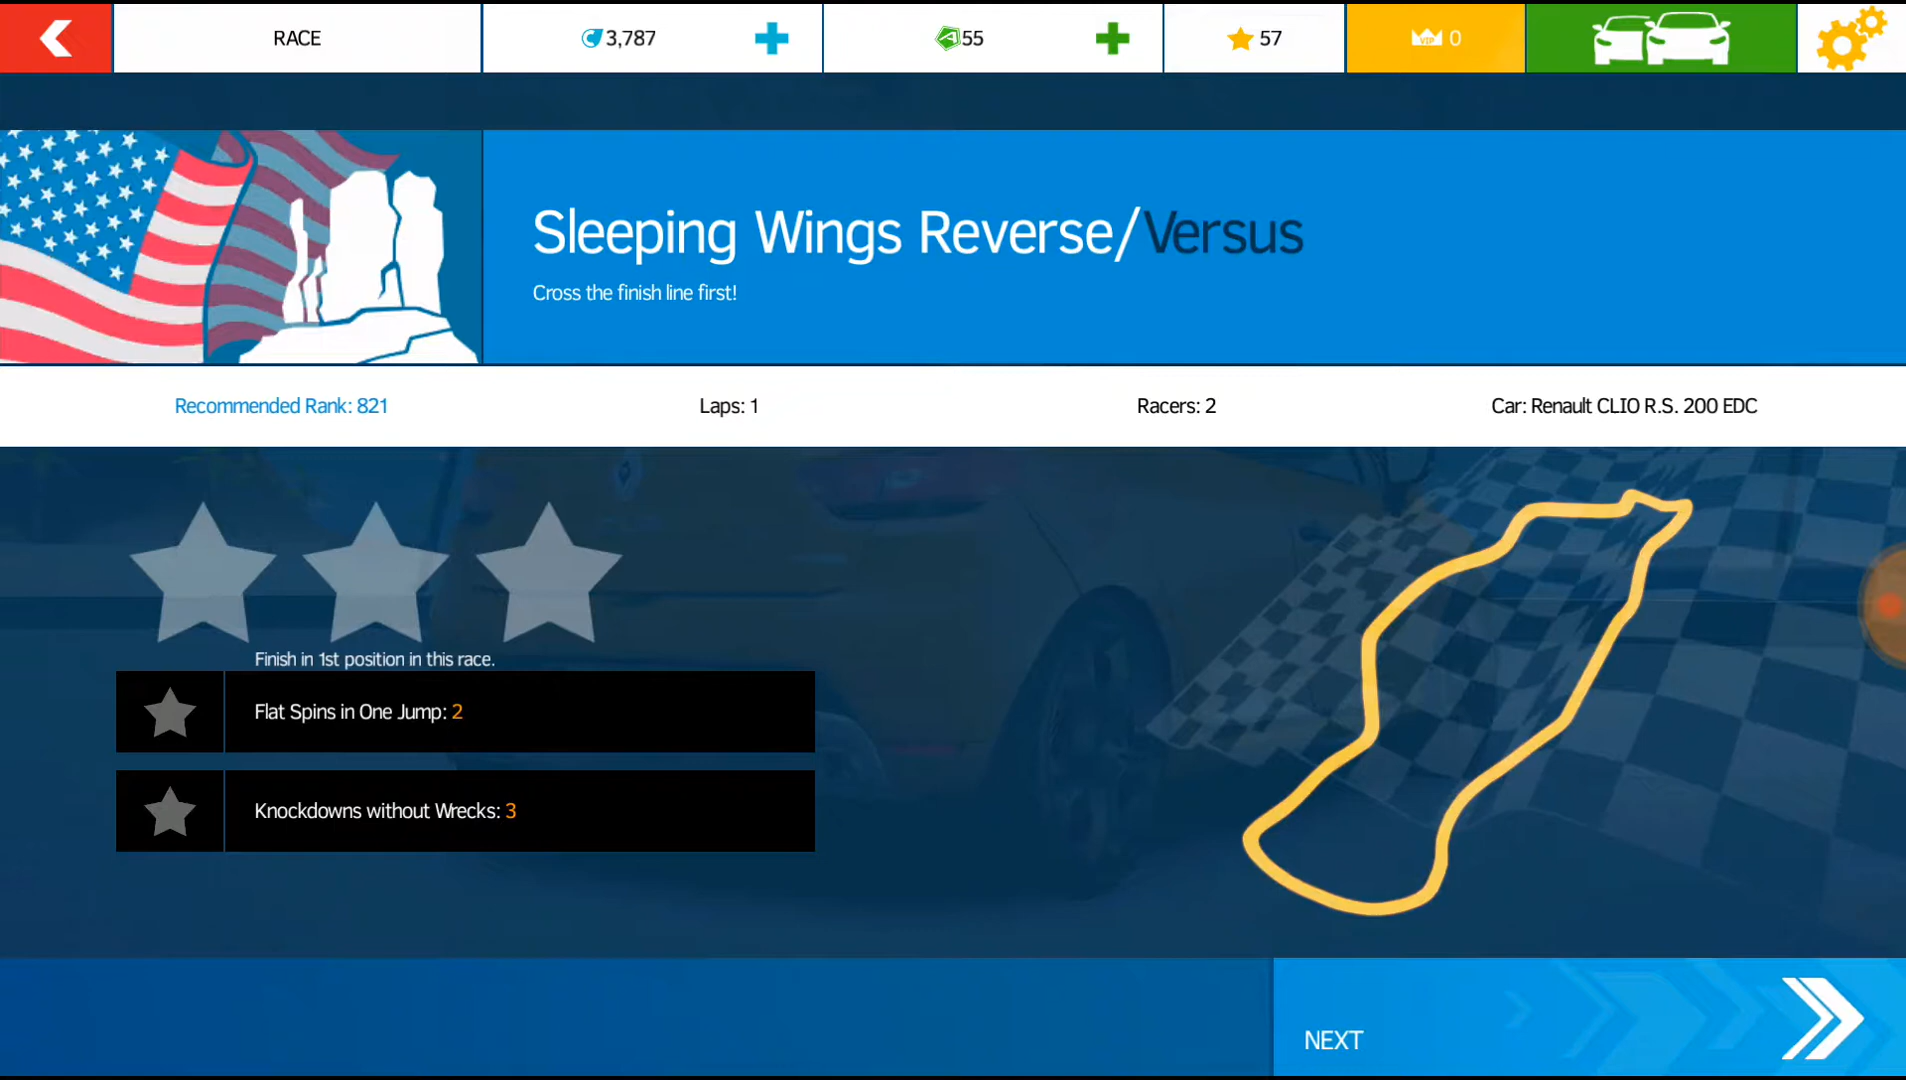 RACE
3,787
55
57
VIP 0
Sleeping Wings Reverse/Versus
Cross the finish line first!
Recommended Rank: 821
Laps: 1
Racers: 2
Car: Renault CLIO R.S. 200 EDC
Finish in 1st position in this race.
Flat Spins in One Jump: 2
Knockdowns without Wrecks: 3
NEXT